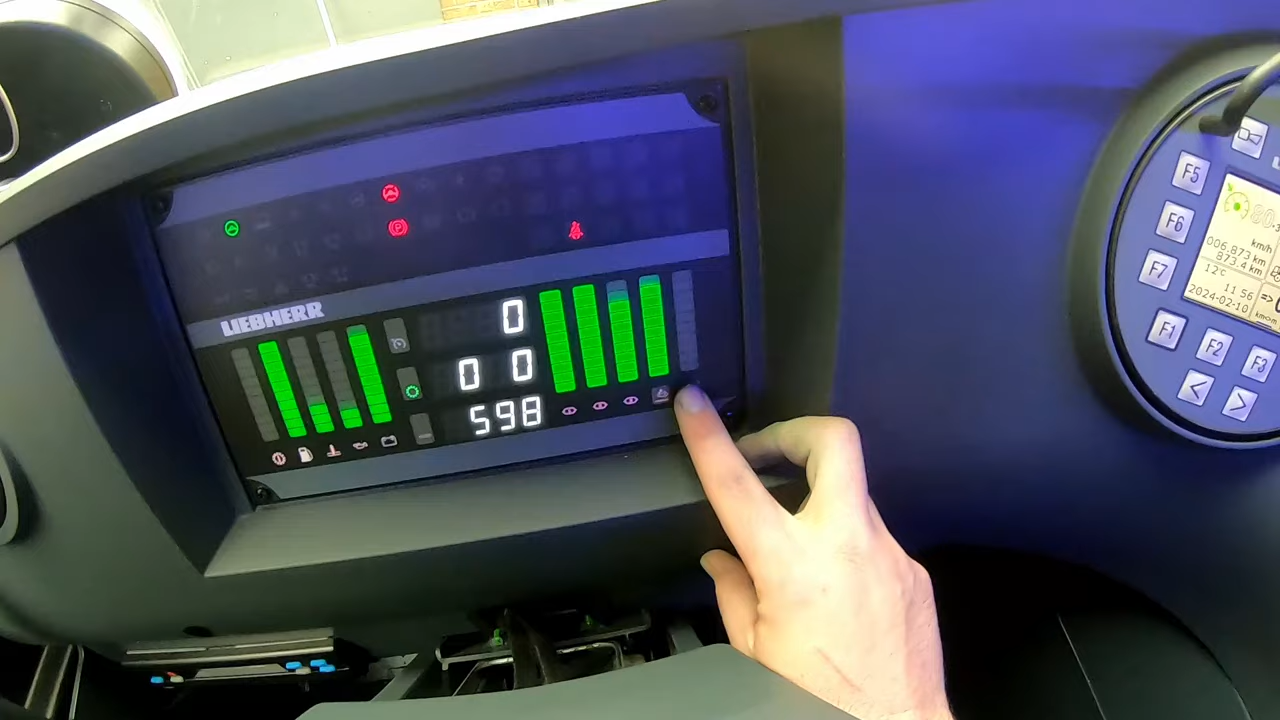 LIEBHERR
0
0 0
598
P
F5
F6
F7
F1
F2
F3
km/h
006.873 km
873.4 km
12°C
11 56
2024-02-10